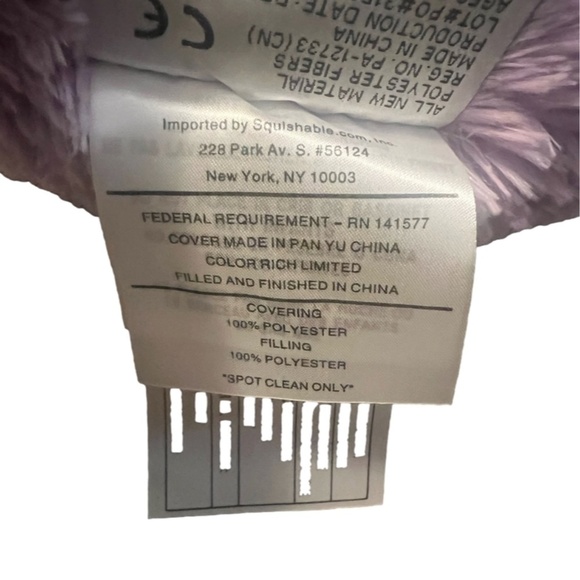 CE
ALL NEW MATERIAL
POLYESTER FIBERS
REG. NO. PA-12733 (CN)
MADE IN CHINA
PRODUCTION DATE:
Imported by Squishable.com, Inc.
228 Park Av. S. #56124
New York, NY 10003
FEDERAL REQUIREMENT – RN 141577
COVER MADE IN PAN YU CHINA
COLOR RICH LIMITED
FILLED AND FINISHED IN CHINA
COVERING
100% POLYESTER
FILLING
100% POLYESTER
"SPOT CLEAN ONLY"